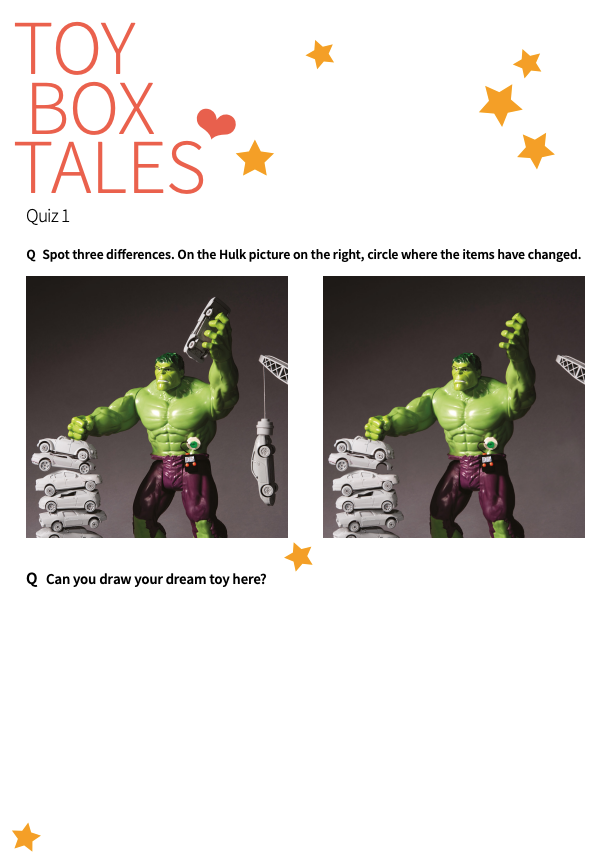 TOY
BOX
TALES
Quiz 1
Q Spot three differences. On the Hulk picture on the right, circle where the items have changed.
Q Can you draw your dream toy here?